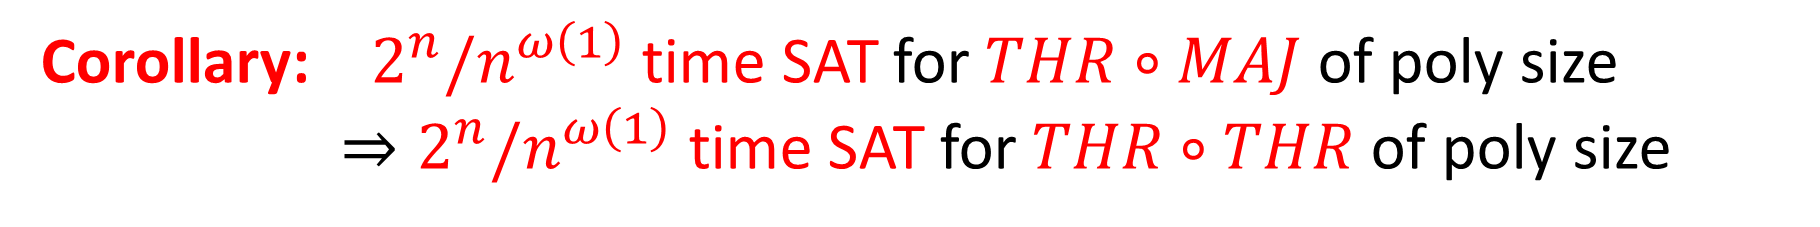 Corollary: 2^n/n^ω(1) time SAT for THR ∘ MAJ of poly size
⇒ 2^n/n^ω(1) time SAT for THR ∘ THR of poly size